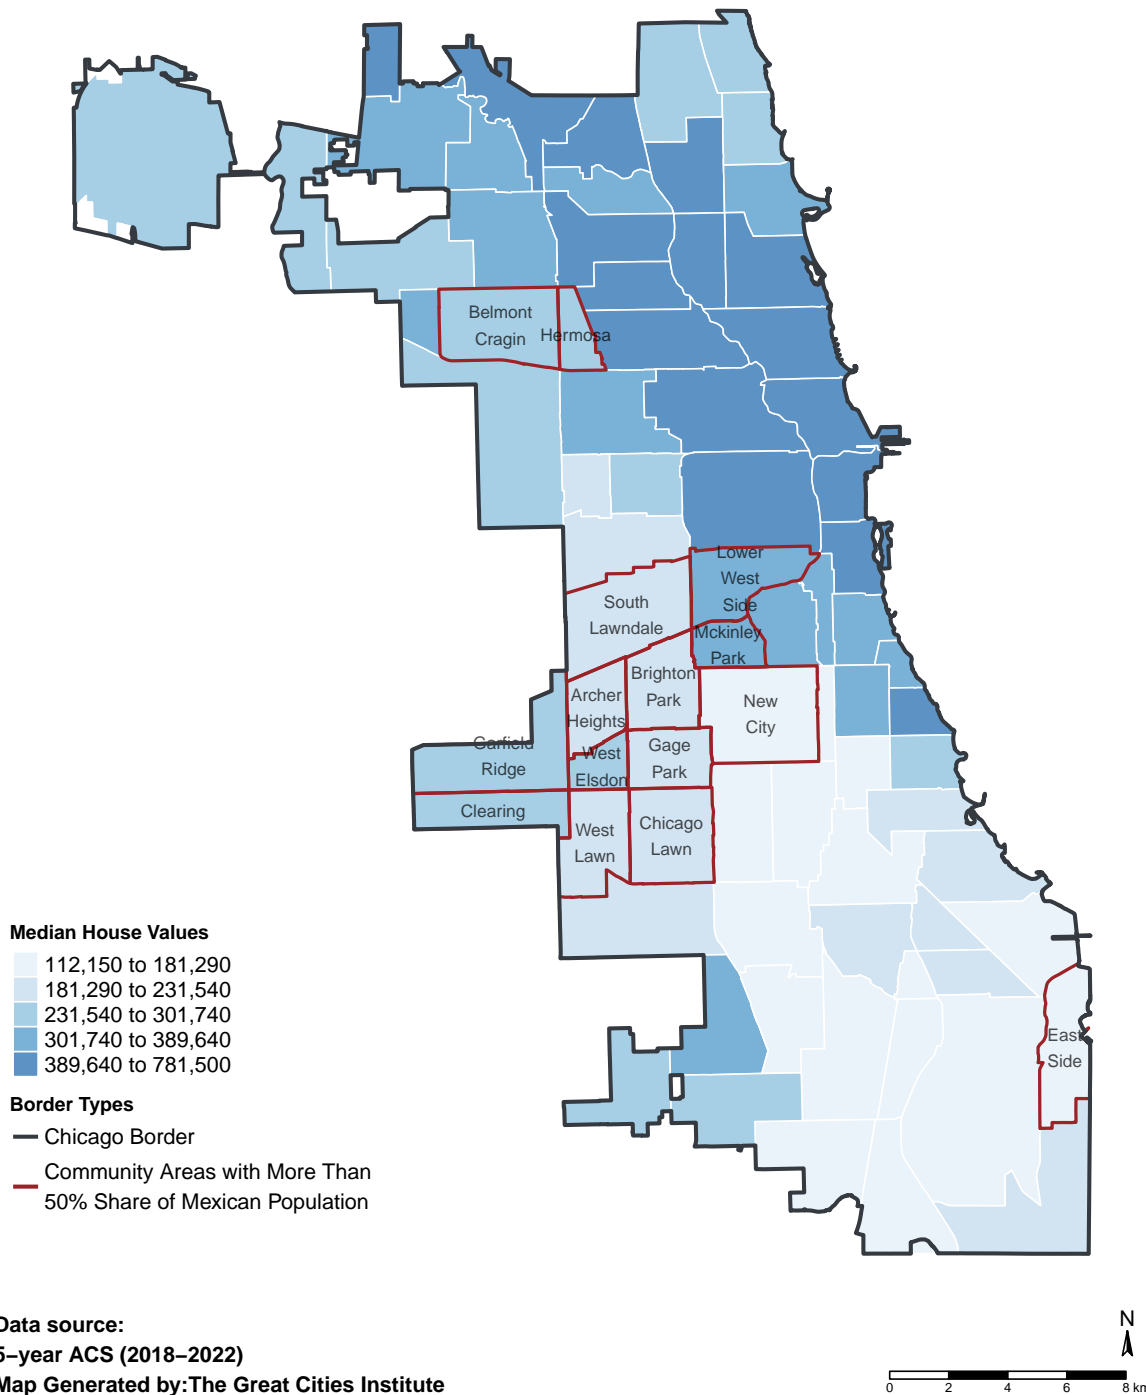 Belmont
Cragin
Hermosa
Lower
West
Side
South
Lawndale
Mckinley
Park
Brighton
Park
Archer
Heights
New
City
Garfield
Ridge
West
Elsdon
Gage
Park
Clearing
West
Lawn
Chicago
Lawn
East
Side
Median House Values
112,150 to 181,290
181,290 to 231,540
231,540 to 301,740
301,740 to 389,640
389,640 to 781,500
Border Types
Chicago Border
Community Areas with More Than
50% Share of Mexican Population
Data source:
5−year ACS (2018−2022)
Map Generated by:The Great Cities Institute
N
0 2 4 6 8 km